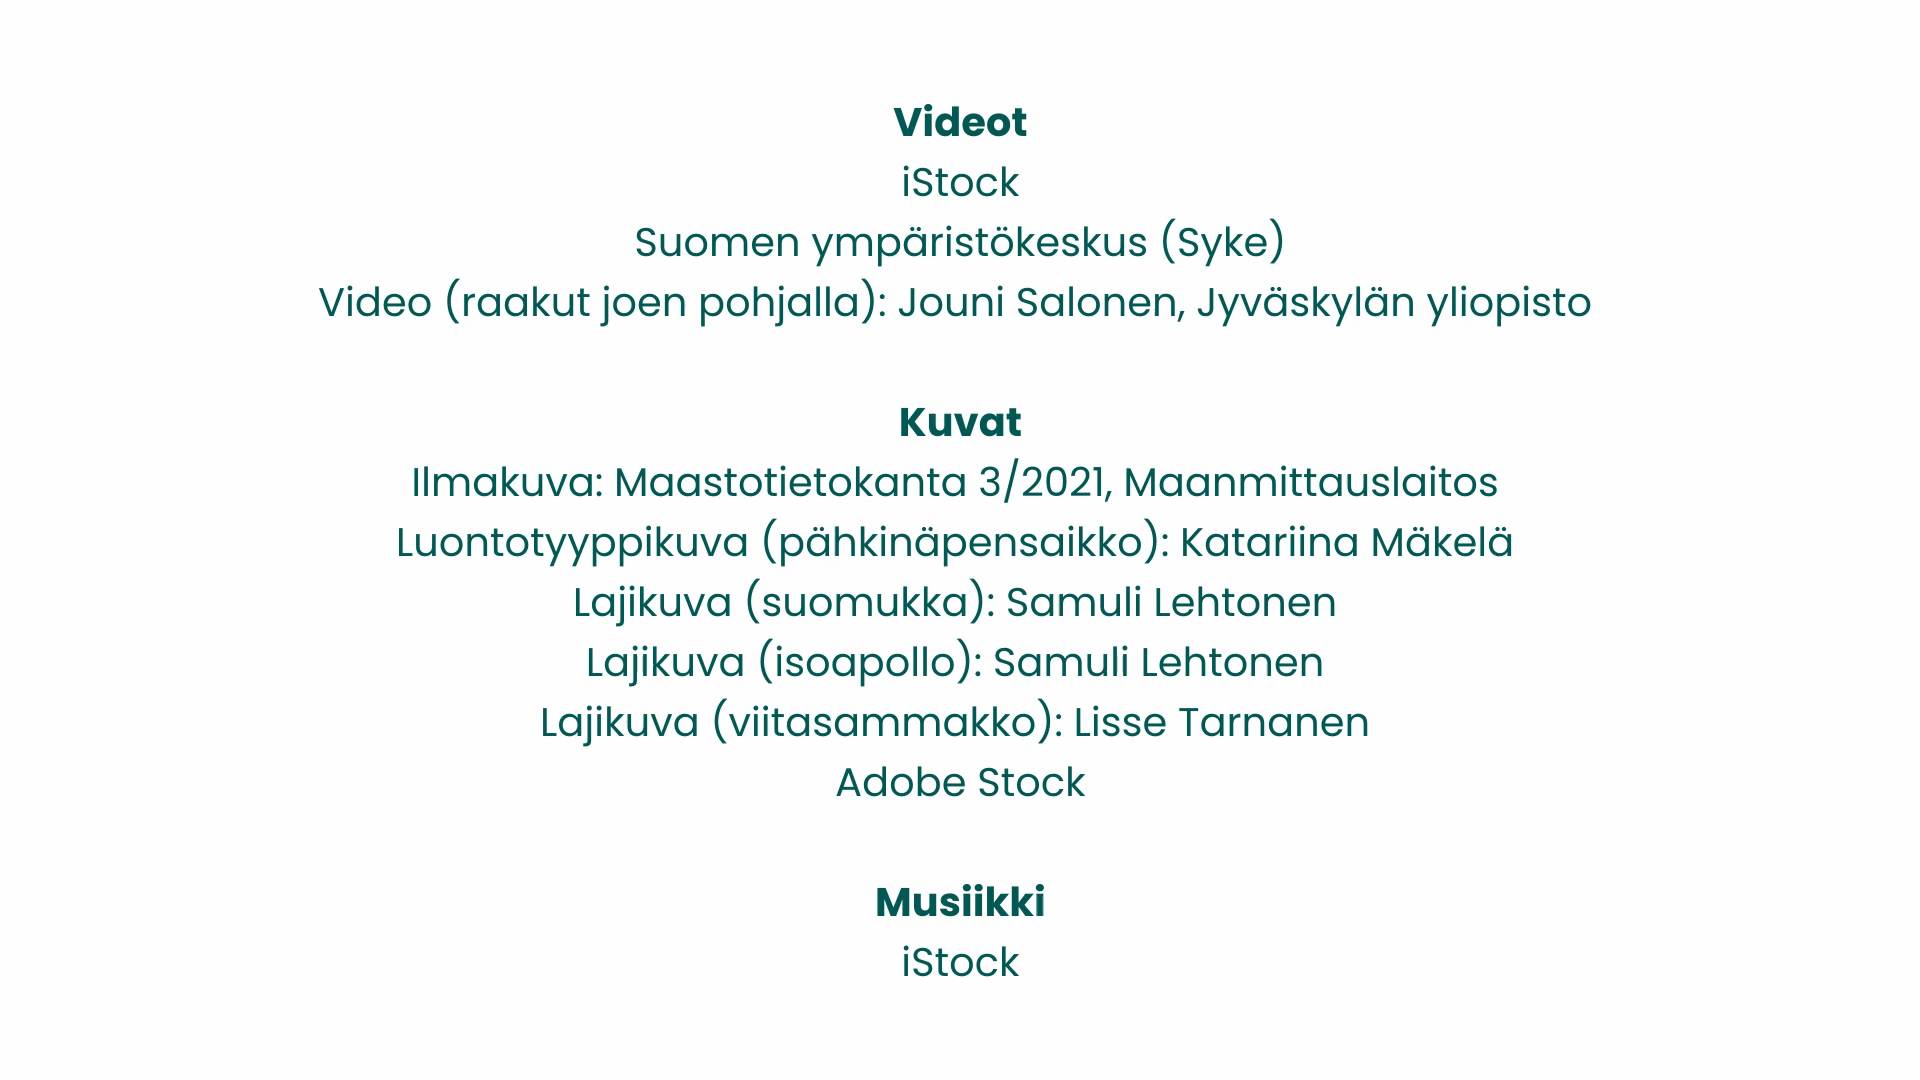 Videot
iStock
Suomen ympäristökeskus (Syke)
Video (raakut joen pohjalla): Jouni Salonen, Jyväskylän yliopisto
Kuvat
Ilmakuva: Maastotietokanta 3/2021, Maanmittauslaitos
Luontotyyppikuva (pähkinäpensaikko): Katariina Mäkelä
Lajikuva (suomukka): Samuli Lehtonen
Lajikuva (isoapollo): Samuli Lehtonen
Lajikuva (viitasammakko): Lisse Tarnanen
Adobe Stock
Musiikki
iStock